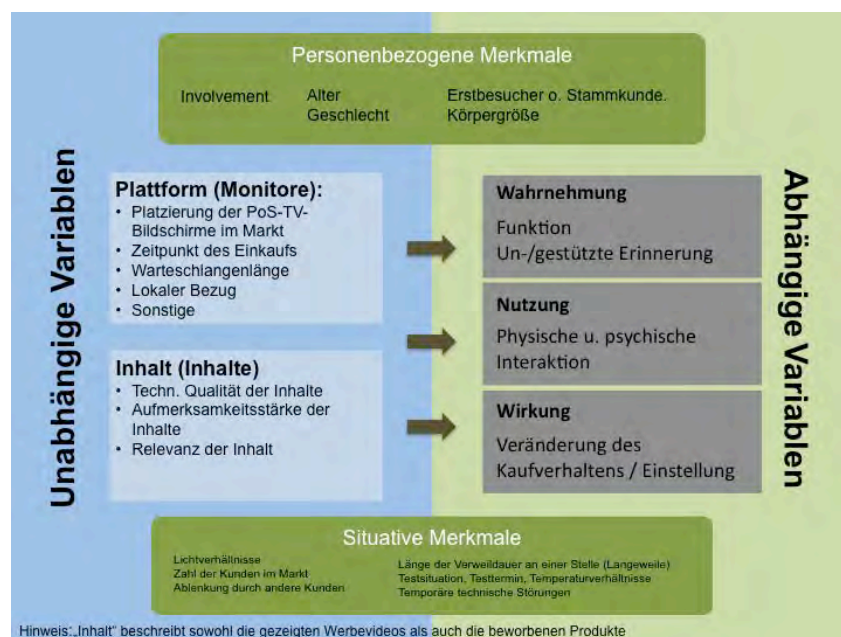 Personenbezogene Merkmale
Involvement
Alter
Geschlecht
Erstbesucher o. Stammkunde.
Körpergröße
Unabhängige Variablen
Plattform (Monitore):
• Platzierung der PoS-TV-
Bildschirme im Markt
• Zeitpunkt des Einkaufs
• Warteschlangenlänge
• Lokaler Bezug
• Sonstige
Inhalt (Inhalte)
• Techn. Qualität der Inhalte
• Aufmerksamkeitsstärke der
Inhalte
• Relevanz der Inhalt
Wahrnehmung
Funktion
Un-/gestützte Erinnerung
Nutzung
Physische u. psychische
Interaktion
Wirkung
Veränderung des
Kaufverhaltens / Einstellung
Abhängige Variablen
Situative Merkmale
Lichtverhältnisse
Zahl der Kunden im Markt
Ablenkung durch andere Kunden
Länge der Verweildauer an einer Stelle (Langeweile)
Testsituation, Testtermin, Temperaturverhältnisse
Temporäre technische Störungen
Hinweis:„Inhalt“ beschreibt sowohl die gezeigten Werbevideos als auch die beworbenen Produkte